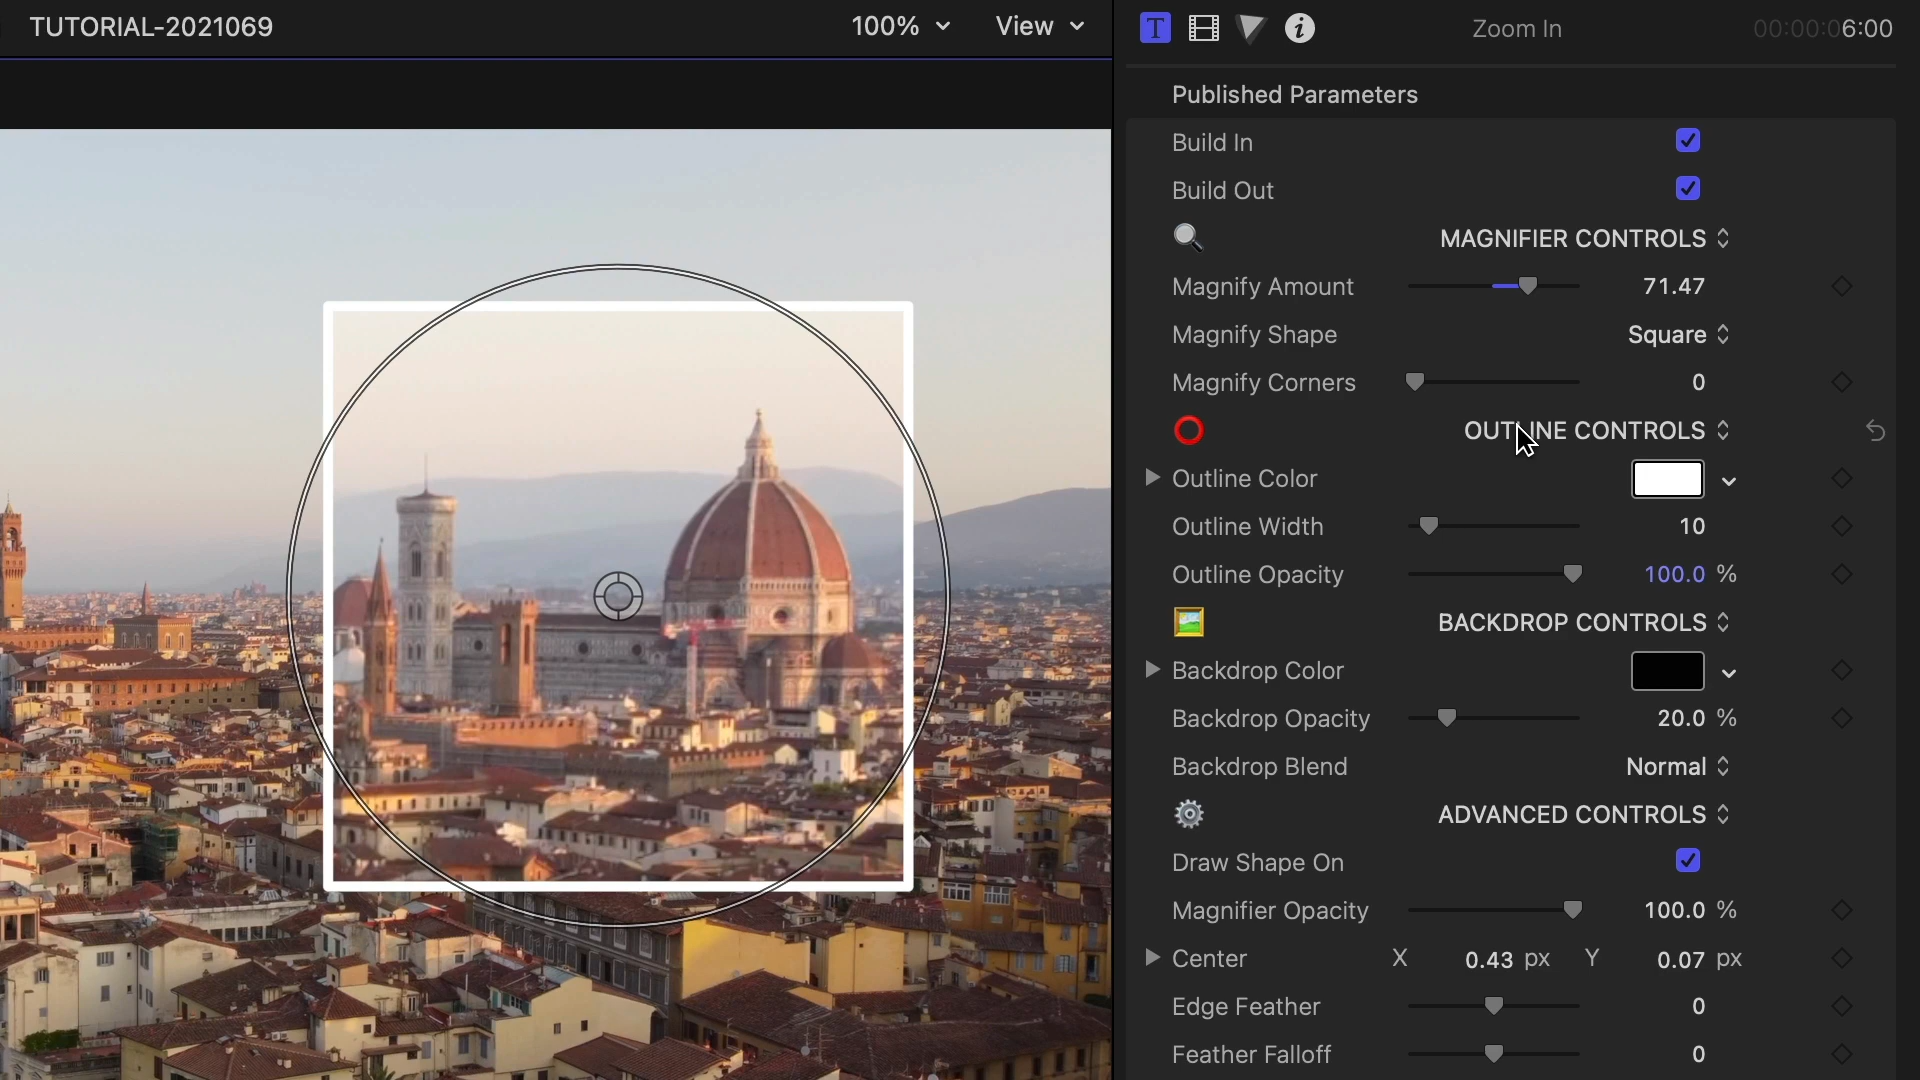 TUTORIAL-2021069
100%
View
T
i
Zoom In
00:00:06:00
Published Parameters
Build In
Build Out
MAGNIFIER CONTROLS
Magnify Amount 71.47
Magnify Shape Square
Magnify Corners 0
OUTLINE CONTROLS
Outline Color
Outline Width 10
Outline Opacity 100.0 %
BACKDROP CONTROLS
Backdrop Color
Backdrop Opacity 20.0 %
Backdrop Blend Normal
ADVANCED CONTROLS
Draw Shape On
Magnifier Opacity 100.0 %
Center X 0.43 px Y 0.07 px
Edge Feather 0
Feather Falloff 0